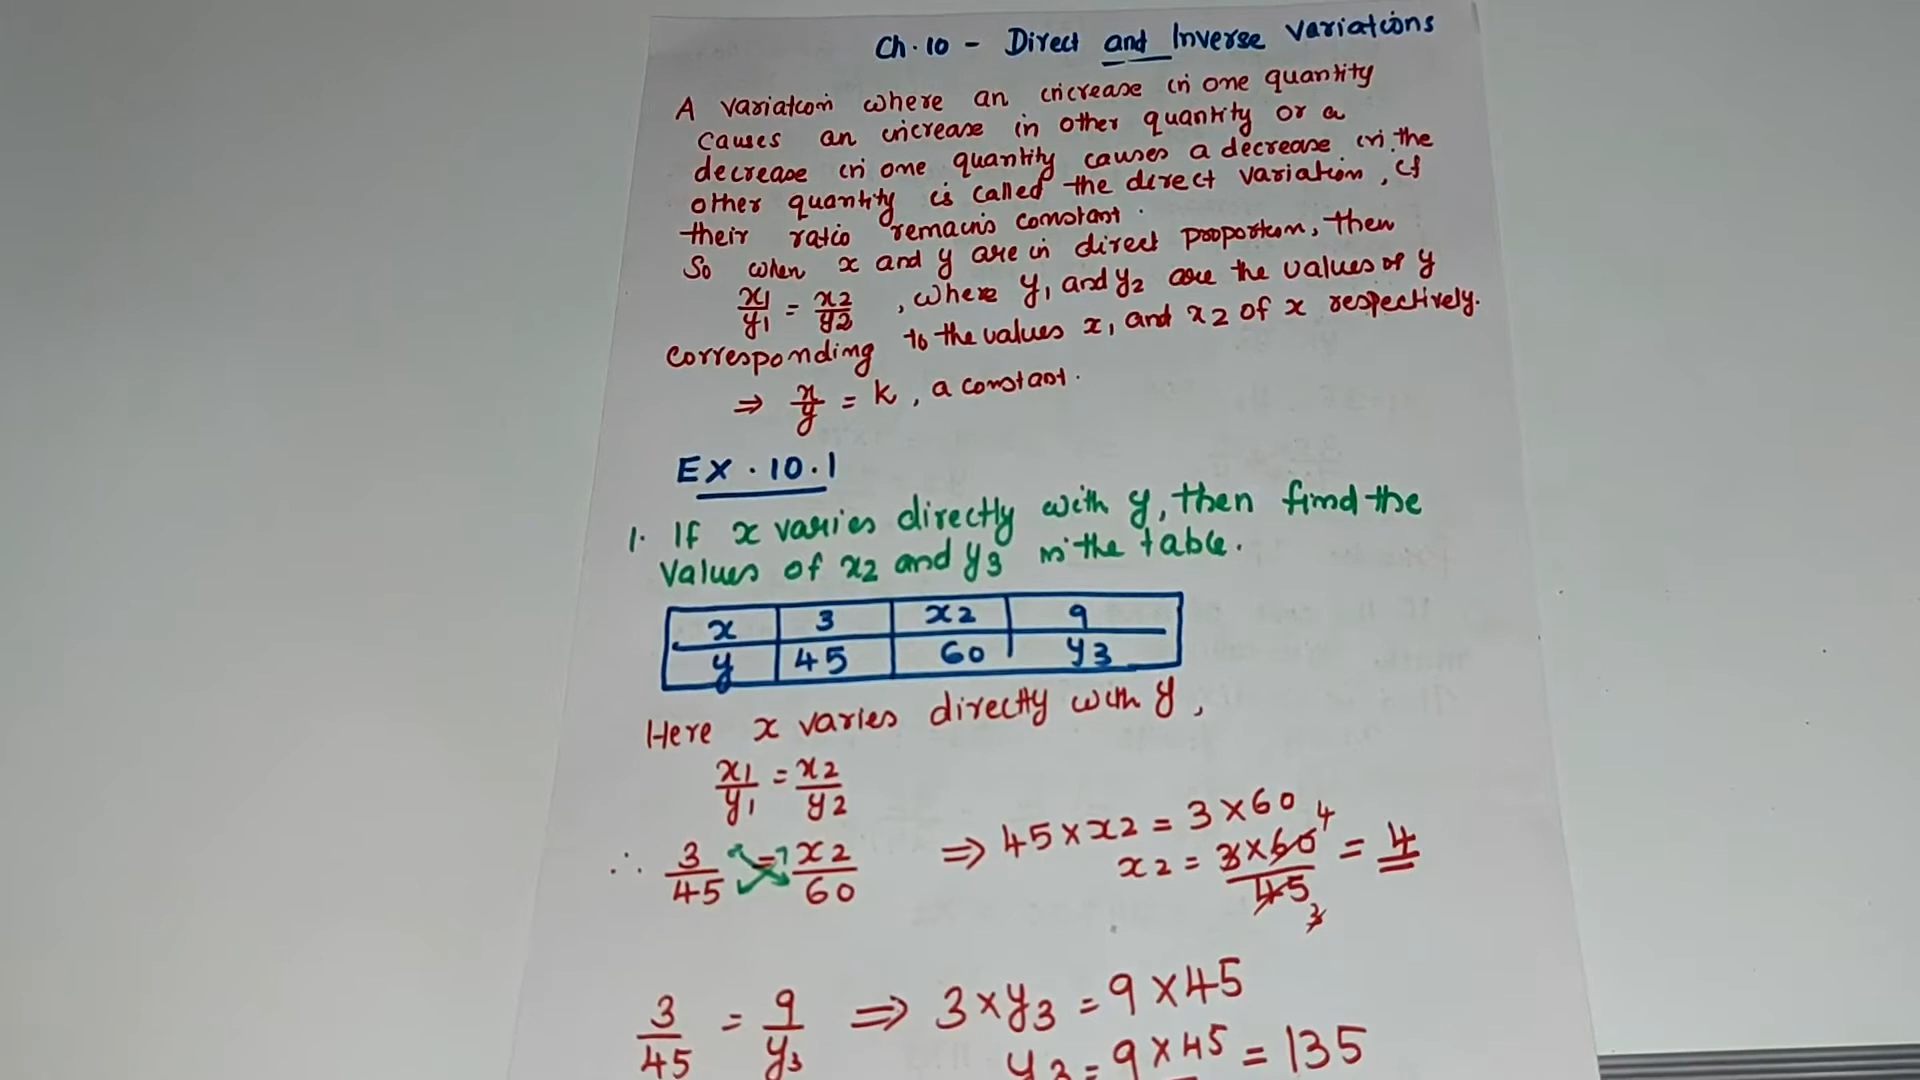 Ch.10 - Direct and Inverse Variations
A variation where an increase in one quantity
causes an increase in other quantity or a
decrease in one quantity causes a decrease in the
other quantity is called the direct variation, if
their ratio remains constant.
So when x and y are in direct proportion, then
x1/y1 = x2/y2, where y1 and y2 are the values of y
corresponding to the values x1 and x2 of x respectively.
⇒ x/y = k, a constant.
EX.10.1
1. If x varies directly with y, then find the
values of x2 and y3 in the table.
x 3 x2 9
y 45 60 y3
Here x varies directly with y,
x1/y1 = x2/y2
∴ 3/45 = x2/60 ⇒ 45 × x2 = 3 × 60
x2 = 3×60/45 = 4
4
3
3/45 = 9/y3 ⇒ 3 × y3 = 9 × 45
y3 = 9 × 45 = 135